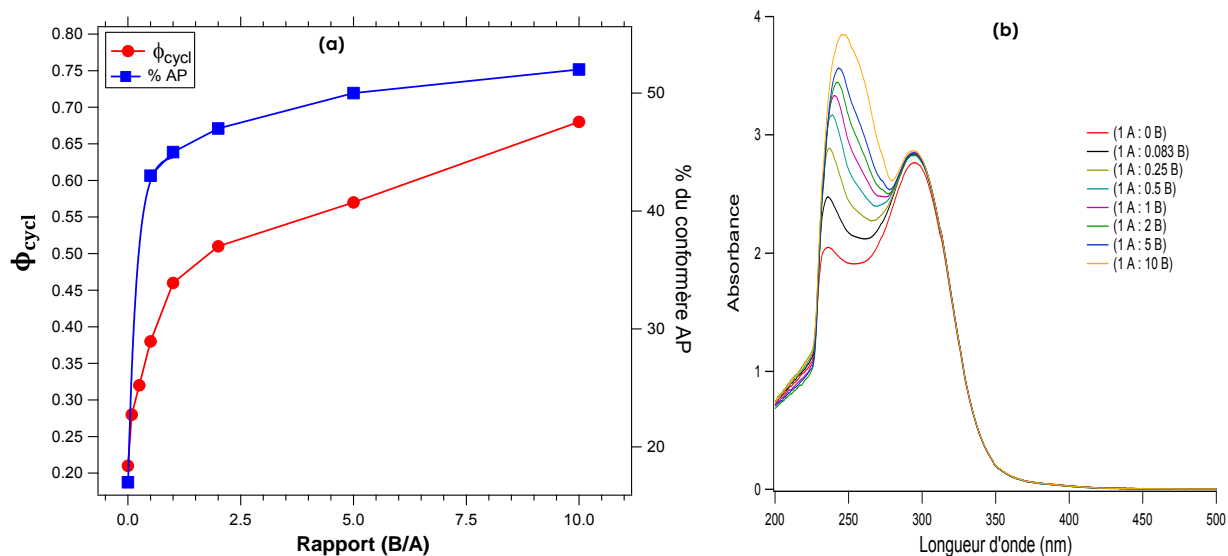 (a)
ϕcycl
% AP
0.80
0.75
0.70
0.65
0.60
0.55
0.50
0.45
0.40
0.35
0.30
0.25
0.20
ϕcycl
50
40
30
20
% du conformère AP
0.0
2.5
5.0
7.5
10.0
Rapport (B/A)
(b)
4
3
2
1
0
Absorbance
(1 A : 0 B)
(1 A : 0.083 B)
(1 A : 0.25 B)
(1 A : 0.5 B)
(1 A : 1 B)
(1 A : 2 B)
(1 A : 5 B)
(1 A : 10 B)
200
250
300
350
400
450
500
Longueur d'onde (nm)